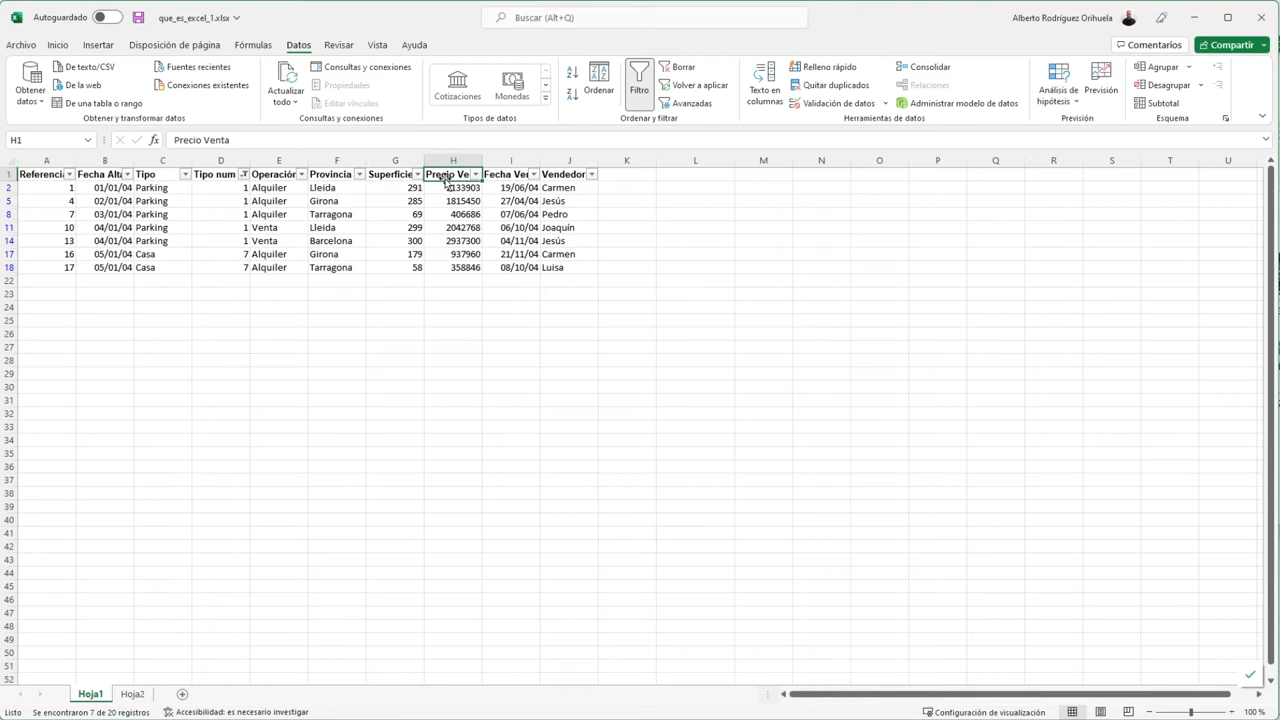 Autoguardado que_es_excel_1.xlsx Buscar (Alt+Q) Alberto Rodríguez Orihuela
Archivo Inicio Insertar Disposición de página Fórmulas Datos Revisar Vista Ayuda Comentarios Compartir
Obtener datos
De texto/CSV
De la web
De una tabla o rango
Fuentes recientes
Conexiones existentes
Obtener y transformar datos
Actualizar todo
Consultas y conexiones
Propiedades
Editar vínculos
Consultas y conexiones
Cotizaciones
Monedas
Tipos de datos
Ordenar
Filtro
Borrar
Volver a aplicar
Avanzadas
Ordenar y filtrar
Texto en columnas
Relleno rápido
Quitar duplicados
Validación de datos
Consolidar
Relaciones
Administrar modelo de datos
Herramientas de datos
Análisis de hipótesis
Previsión
Previsión
Agrupar
Desagrupar
Subtotal
Esquema
H1 fx Precio Venta
A B C D E F G H I J K L M N O P Q R S T U
1 Referencia Fecha Alta Tipo Tipo num Operación Provincia Superficie Precio Ve Fecha Ven Vendedor
2 1 01/01/04 Parking 1 Alquiler Lleida 291 133903 19/06/04 Carmen
5 4 02/01/04 Parking 1 Alquiler Girona 285 1815450 27/04/04 Jesús
8 7 03/01/04 Parking 1 Alquiler Tarragona 69 406686 07/06/04 Pedro
11 10 04/01/04 Parking 1 Venta Lleida 299 2042768 06/10/04 Joaquín
14 13 04/01/04 Parking 1 Venta Barcelona 300 2937300 04/11/04 Jesús
17 16 05/01/04 Casa 7 Alquiler Girona 179 937960 21/11/04 Carmen
18 17 05/01/04 Casa 7 Alquiler Tarragona 58 358846 08/10/04 Luisa
22
23
24
25
26
27
28
29
30
31
32
33
34
35
36
37
38
39
40
41
42
43
44
45
46
47
48
49
50
51
52
Hoja1 Hoja2
Listo Se encontraron 7 de 20 registros Accesibilidad: es necesario investigar Configuración de visualización 100 %